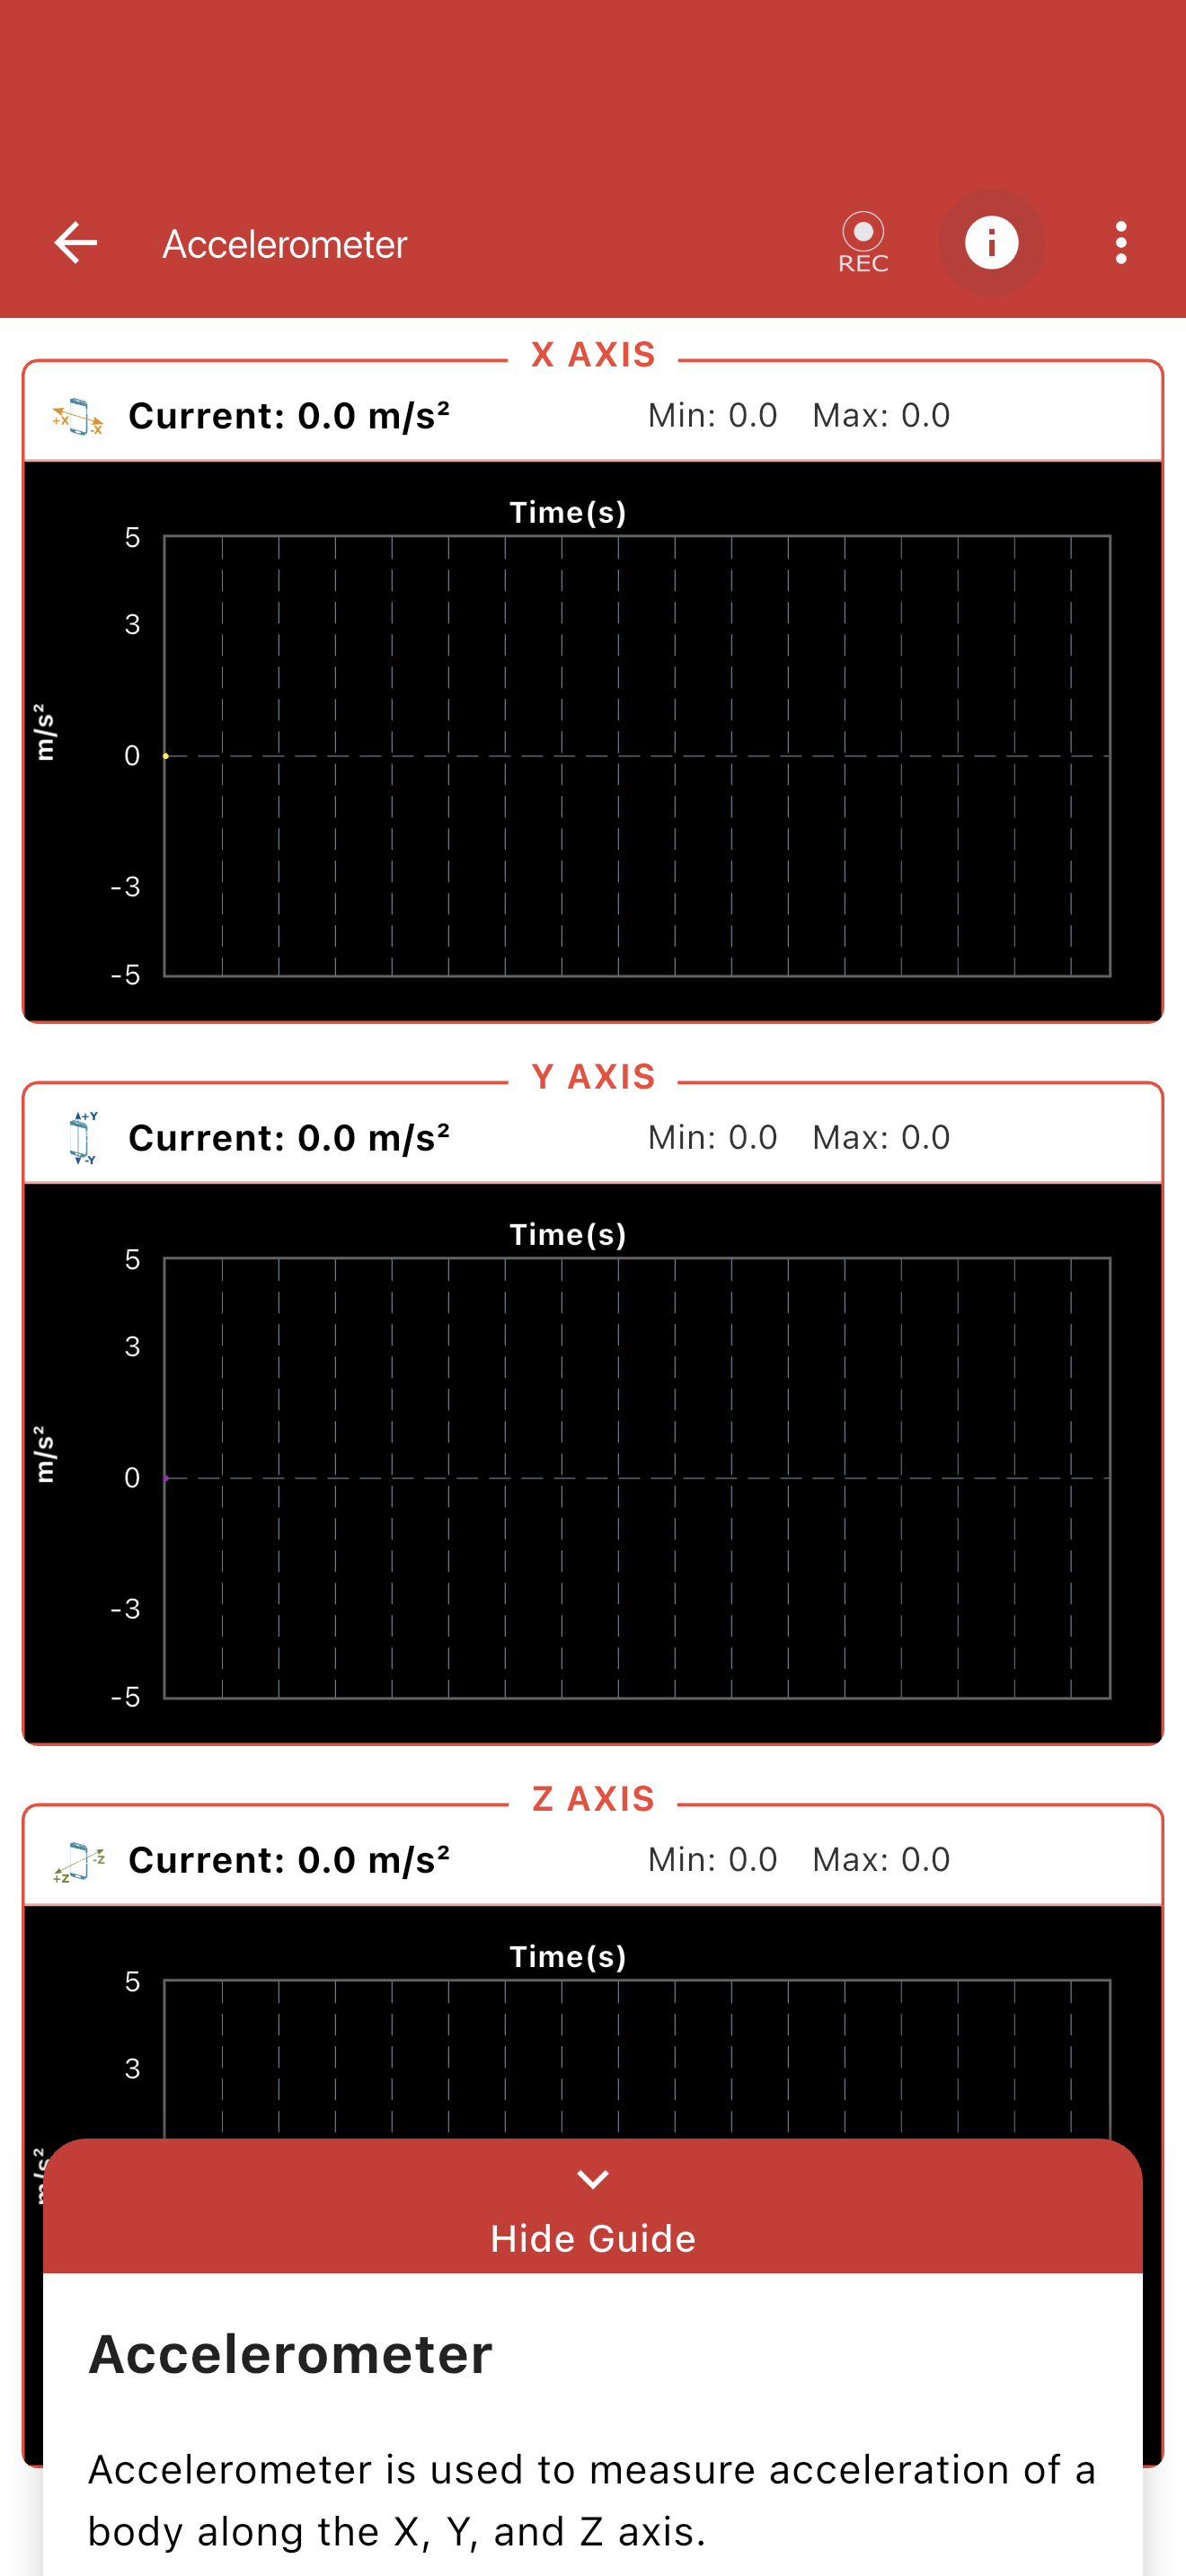 Accelerometer
REC
X AXIS
+X
-X
Current: 0.0 m/s²
Min: 0.0 Max: 0.0
Time(s)
5
3
0
-3
-5
m/s²
Y AXIS
+Y
-Y
Current: 0.0 m/s²
Min: 0.0 Max: 0.0
Time(s)
5
3
0
-3
-5
m/s²
Z AXIS
-Z
+Z
Current: 0.0 m/s²
Min: 0.0 Max: 0.0
Time(s)
5
3
m/s²
Hide Guide
Accelerometer
Accelerometer is used to measure acceleration of a
body along the X, Y, and Z axis.